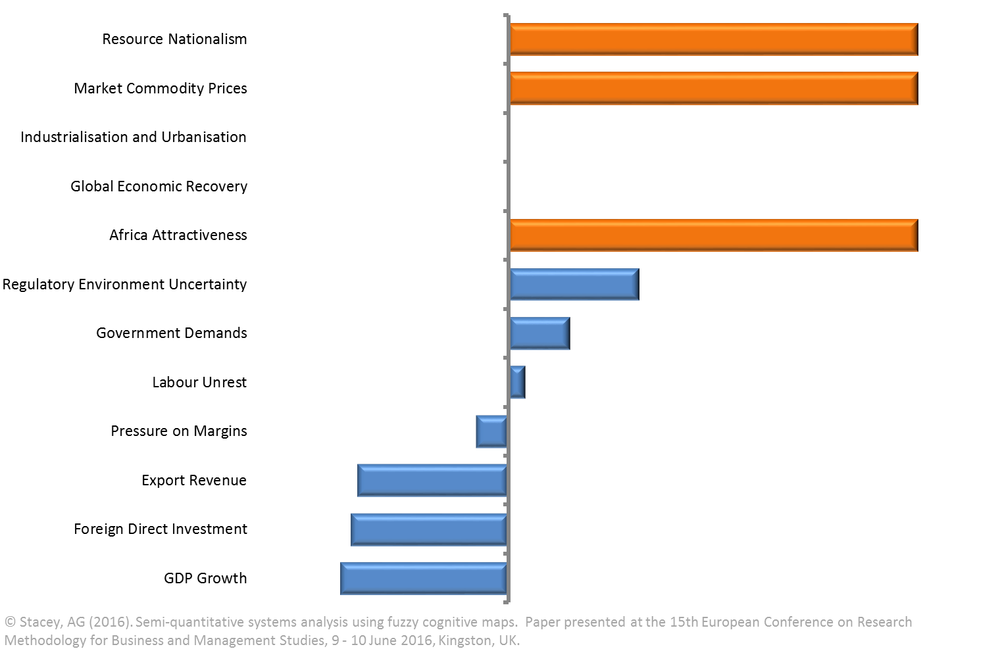 Resource Nationalism
Market Commodity Prices
Industrialisation and Urbanisation
Global Economic Recovery
Africa Attractiveness
Regulatory Environment Uncertainty
Government Demands
Labour Unrest
Pressure on Margins
Export Revenue
Foreign Direct Investment
GDP Growth
© Stacey, AG (2016). Semi-quantitative systems analysis using fuzzy cognitive maps. Paper presented at the 15th European Conference on Research
Methodology for Business and Management Studies, 9 - 10 June 2016, Kingston, UK.